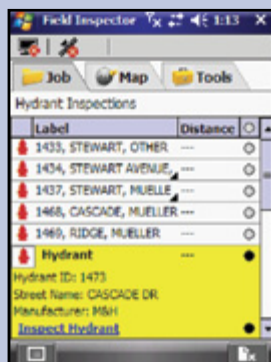 Field Inspector 1:13
Job Map Tools
Hydrant Inspections
Label Distance
1433, STEWART, OTHER ---
1434, STEWART AVENUE, ---
1437, STEWART, MUELLE ---
1468, CASCADE, MUELLER ---
1469, RIDGE, MUELLER ---
Hydrant ---
Hydrant ID: 1473
Street Name: CASCADE DR
Manufacturer: M&H
Inspect Hydrant